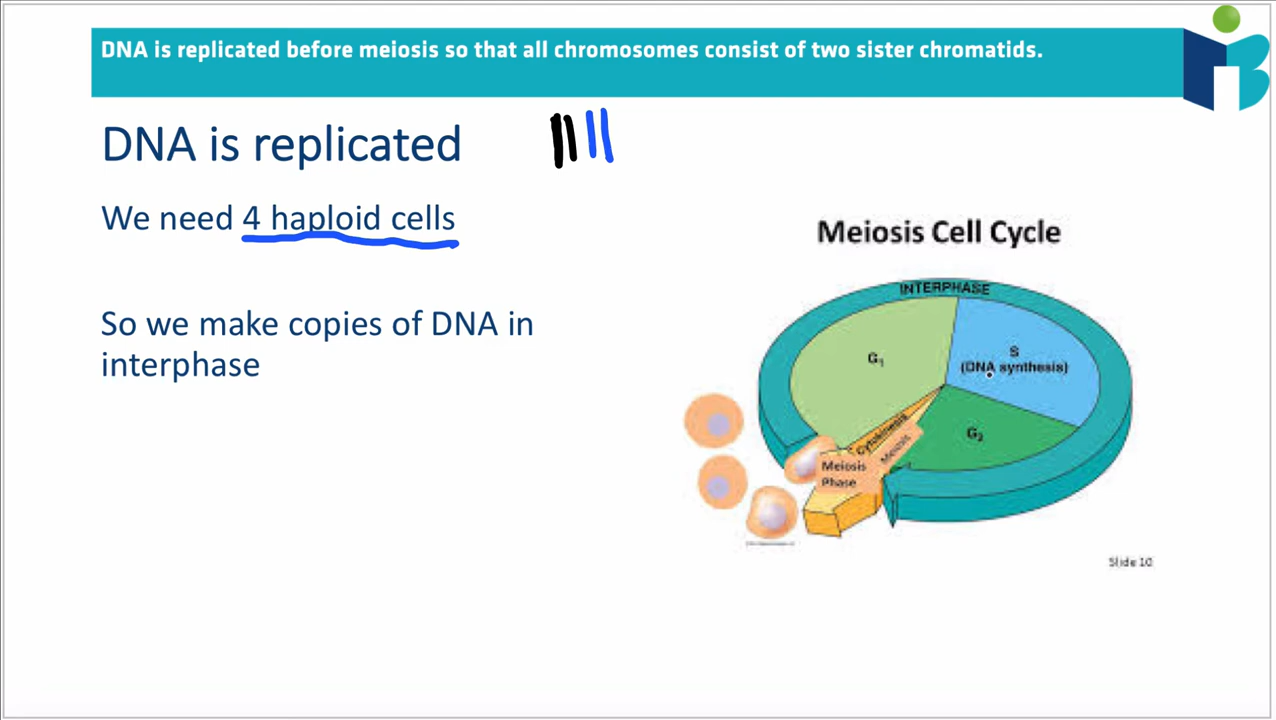 DNA is replicated before meiosis so that all chromosomes consist of two sister chromatids.
DNA is replicated
We need 4 haploid cells
So we make copies of DNA in
interphase
Meiosis Cell Cycle
INTERPHASE
G₁
S
(DNA synthesis)
G₂
Cytokinesis
Meiosis
Meiosis
Phase
Slide 10